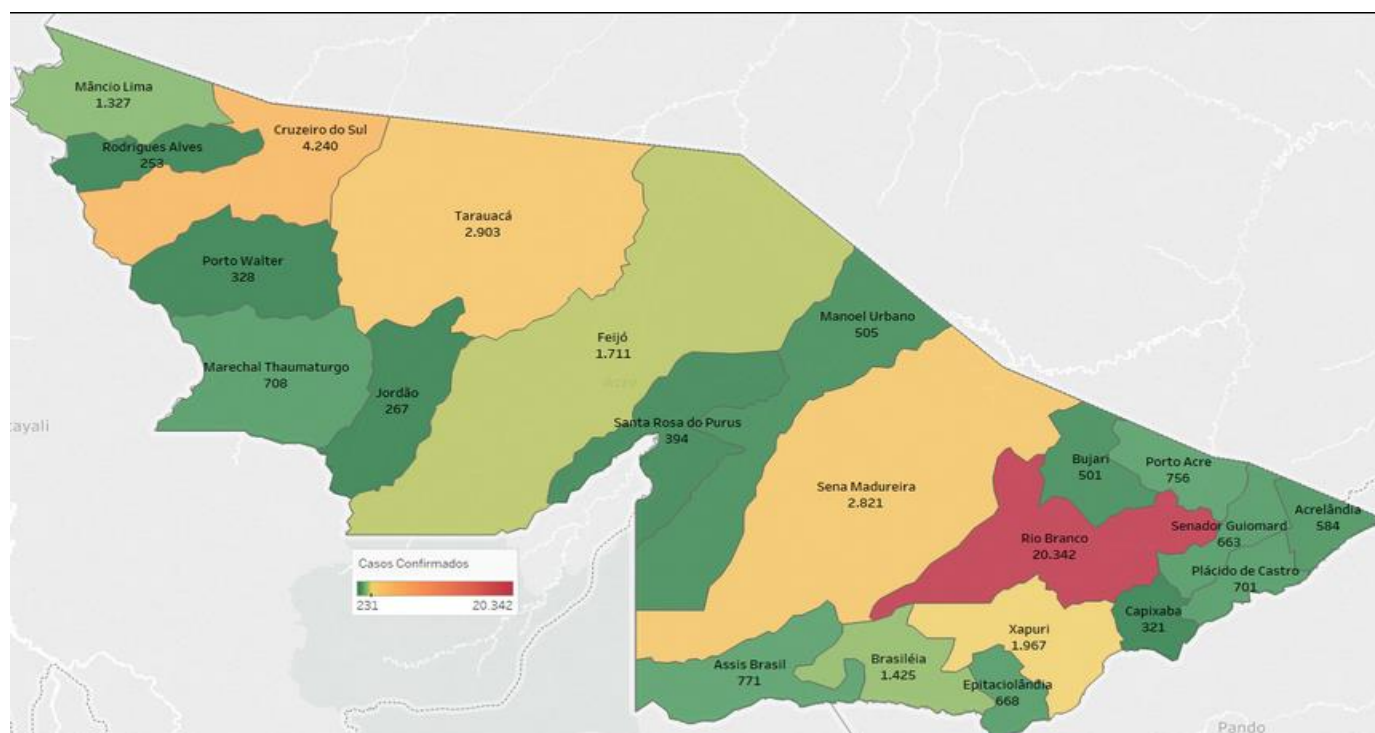 Mâncio Lima
1.327
Rodrigues Alves
253
Cruzeiro do Sul
4.240
Tarauacá
2.903
Porto Walter
328
Marechal Thaumaturgo
708
Jordão
267
Feijó
1.711
Acre
Manoel Urbano
505
Santa Rosa do Purus
394
Sena Madureira
2.821
Bujari
501
Porto Acre
756
Senador Guiomard
663
Acrelândia
584
Rio Branco
20.342
Plácido de Castro
701
Capixaba
321
Xapuri
1.967
Assis Brasil
771
Brasiléia
1.425
Epitaciolândia
668
Casos Confirmados
231 20.342
cayali
Pando